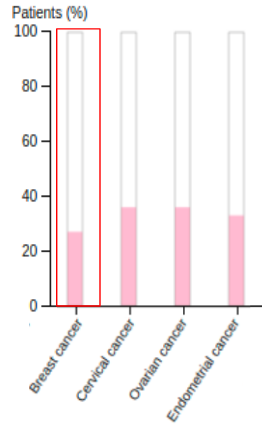 Patients (%)
100
80
60
40
20
0
Breast cancer
Cervical cancer
Ovarian cancer
Endometrial cancer